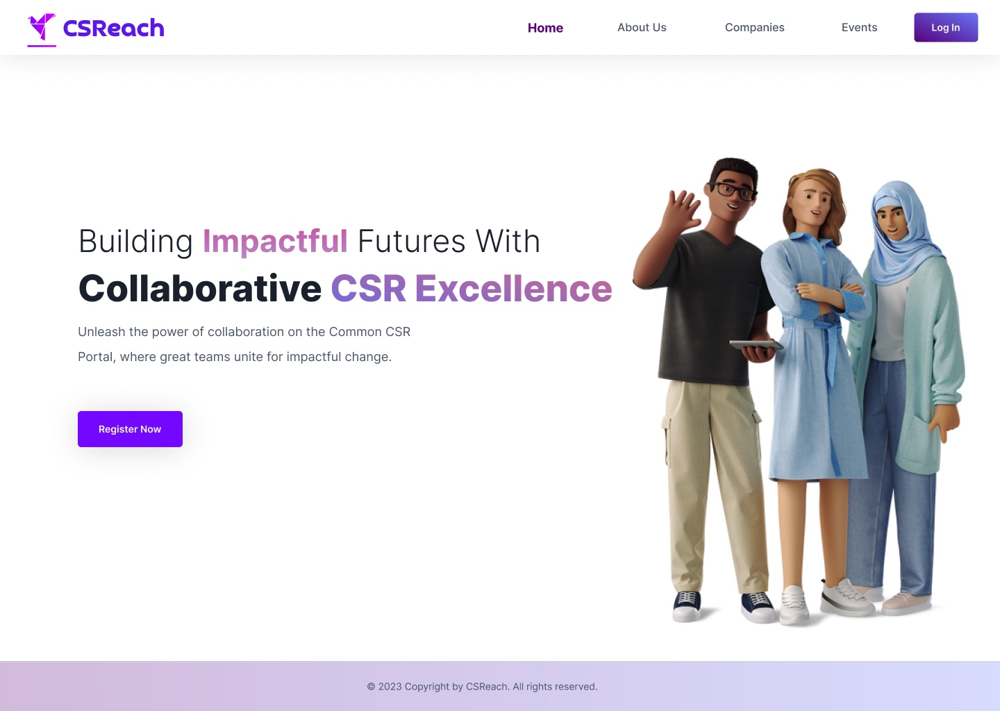 CSReach
Home
About Us
Companies
Events
Log In
Building Impactful Futures With
Collaborative CSR Excellence
Unleash the power of collaboration on the Common CSR
Portal, where great teams unite for impactful change.
Register Now
© 2023 Copyright by CSReach. All rights reserved.